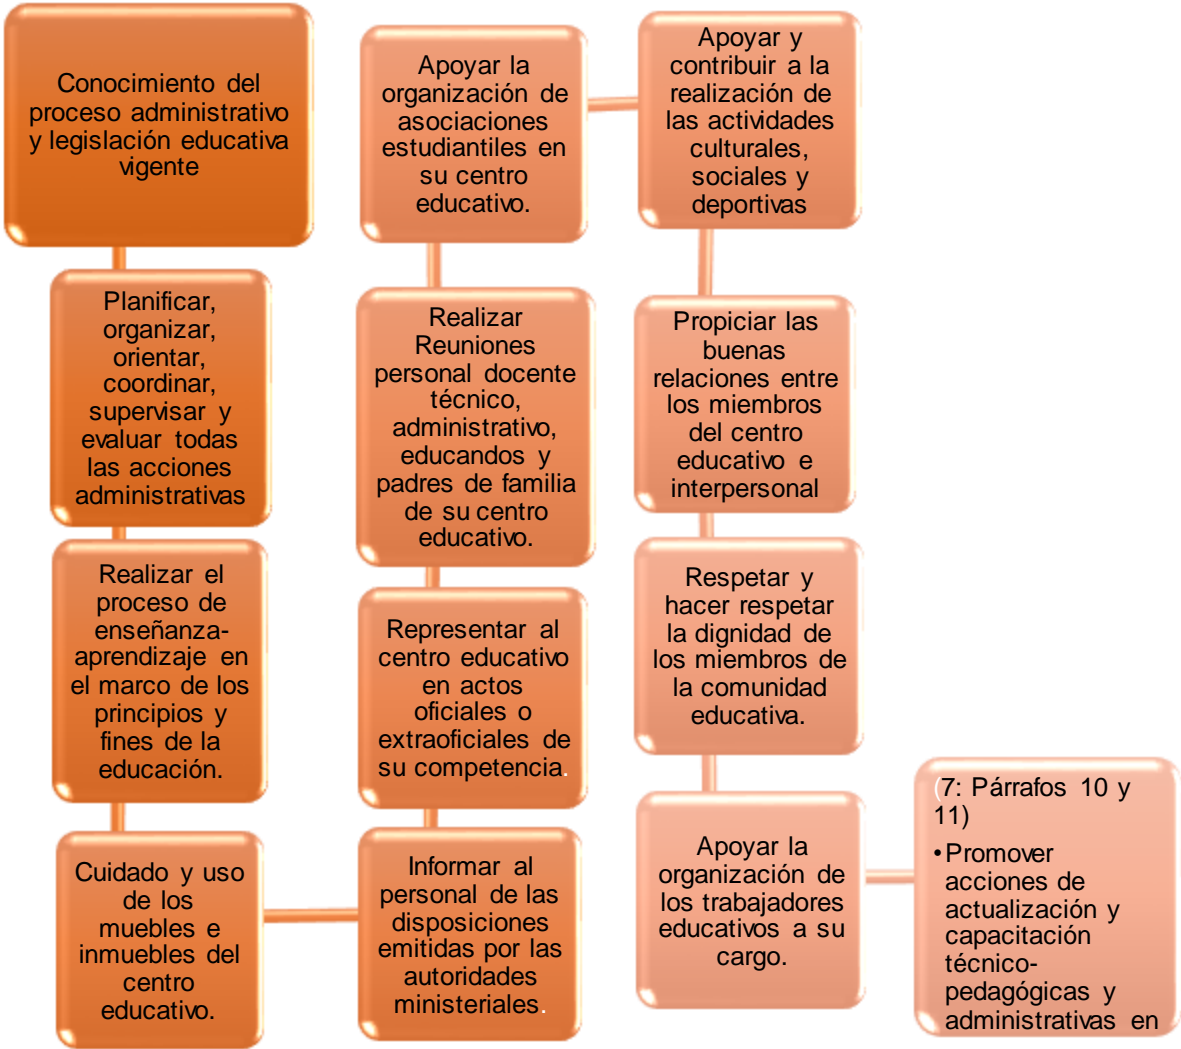 Conocimiento del
proceso administrativo
y legislación educativa
vigente
Planificar,
organizar,
orientar,
coordinar,
supervisar y
evaluar todas
las acciones
administrativas
Realizar el
proceso de
enseñanza-
aprendizaje en
el marco de los
principios y
fines de la
educación.
Cuidado y uso
de los
muebles e
inmuebles del
centro
educativo.
Informar al
personal de las
disposiciones
emitidas por las
autoridades
ministeriales.
Representar al
centro educativo
en actos
oficiales o
extraoficiales de
su competencia.
Realizar
Reuniones
personal docente
técnico,
administrativo,
educandos y
padres de familia
de su centro
educativo.
Apoyar la
organización de
asociaciones
estudiantiles en
su centro
educativo.
Apoyar y
contribuir a la
realización de
las actividades
culturales,
sociales y
deportivas
Propiciar las
buenas
relaciones entre
los miembros
del centro
educativo e
interpersonal
Respetar y
hacer respetar
la dignidad de
los miembros de
la comunidad
educativa.
Apoyar la
organización de
los trabajadores
educativos a su
cargo.
(7: Párrafos 10 y
11)
•Promover
acciones de
actualización y
capacitación
técnico-
pedagógicas y
administrativas en